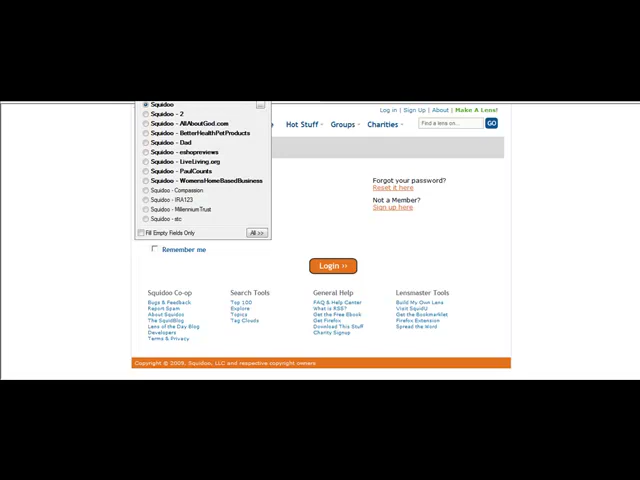 Squidoo
...
Log in | Sign Up | About | Make A Lens!
Squidoo - 2
Squidoo - AllAboutGod.com
Hot Stuff Groups Charities
Find a lens on...
GO
Squidoo - BetterHealthPetProducts
Squidoo - Dad
Squidoo - eshopreviews
Squidoo - LiveLiving.org
Squidoo - PaulCounts
Squidoo - WomensHomeBasedBusiness
Squidoo - Compassion
Squidoo - IRA123
Squidoo - MillenniumTrust
Squidoo - stc
Fill Empty Fields Only
All >>
Forgot your password?
Reset it here
Not a Member?
Sign up here
Remember me
Login >>
Squidoo Co-op
Bugs & Feedback
Report Spam
About Squidoo
The SquidBlog
Lens of the Day Blog
Developers
Terms & Privacy
Search Tools
Top 100
Explore
Topics
Tag Clouds
General Help
FAQ & Help Center
What is RSS?
Get the Free Ebook
Get Firefox
Download This Stuff
Charity Signup
Lensmaster Tools
Build My Own Lens
Visit SquidU
Get the Bookmarklet
Firefox Extension
Spread the Word
Copyright © 2009, Squidoo, LLC and respective copyright owners